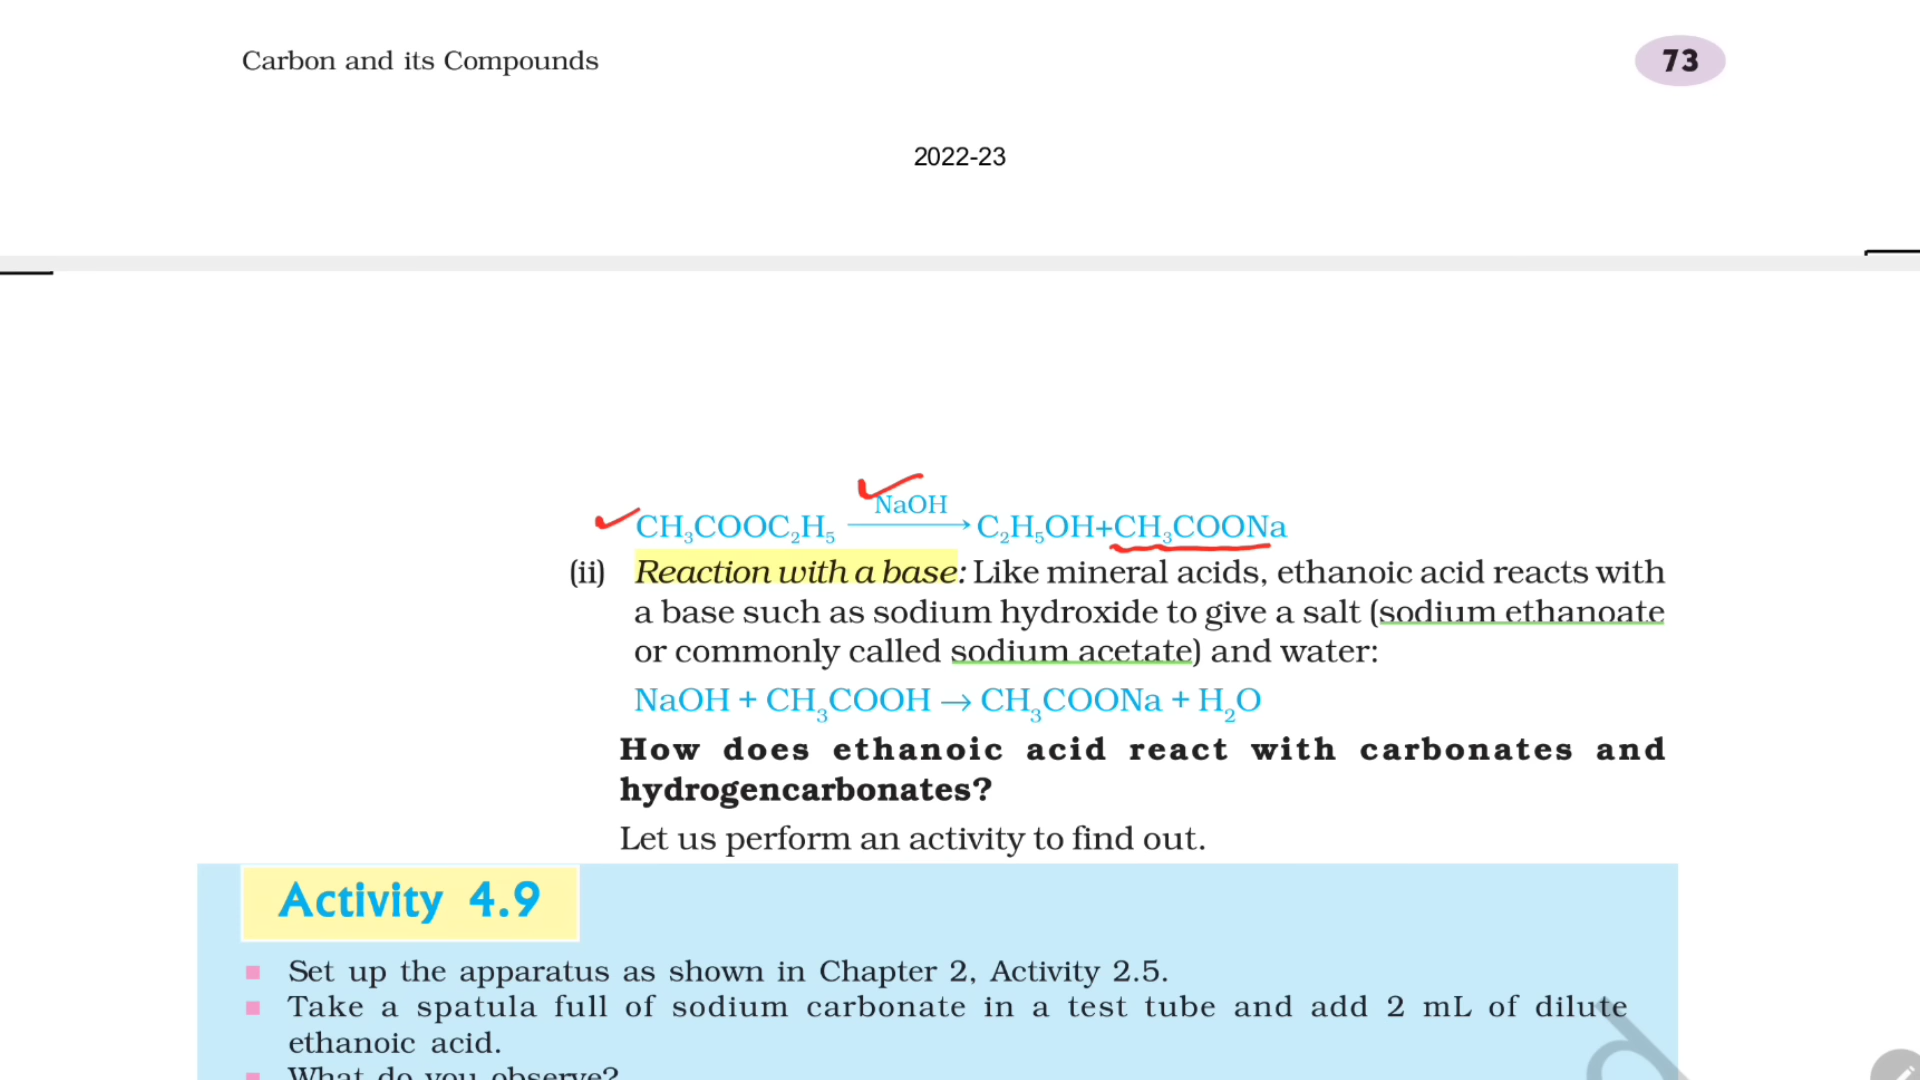 Carbon and its Compounds
73
2022-23
NaOH
CH₃COOC₂H₅ ⟶ C₂H₅OH+CH₃COONa
(ii) Reaction with a base: Like mineral acids, ethanoic acid reacts with
a base such as sodium hydroxide to give a salt (sodium ethanoate
or commonly called sodium acetate) and water:
NaOH + CH₃COOH → CH₃COONa + H₂O
How does ethanoic acid react with carbonates and
hydrogencarbonates?
Let us perform an activity to find out.
Activity 4.9
Set up the apparatus as shown in Chapter 2, Activity 2.5.
Take a spatula full of sodium carbonate in a test tube and add 2 mL of dilute
ethanoic acid.
What do you observe?
d